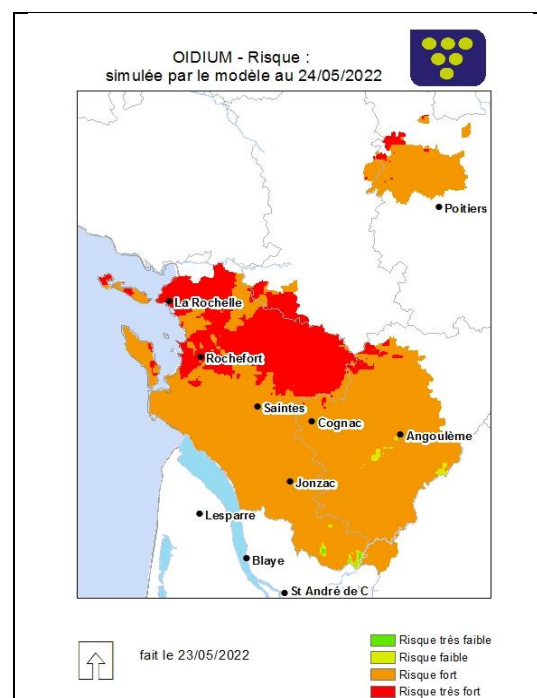 OIDIUM - Risque :
simulée par le modèle au 24/05/2022
Poitiers
La Rochelle
Rochefort
Saintes
Cognac
Angoulême
Jonzac
Lesparre
Blaye
St André de C
fait le 23/05/2022
Risque très faible
Risque faible
Risque fort
Risque très fort